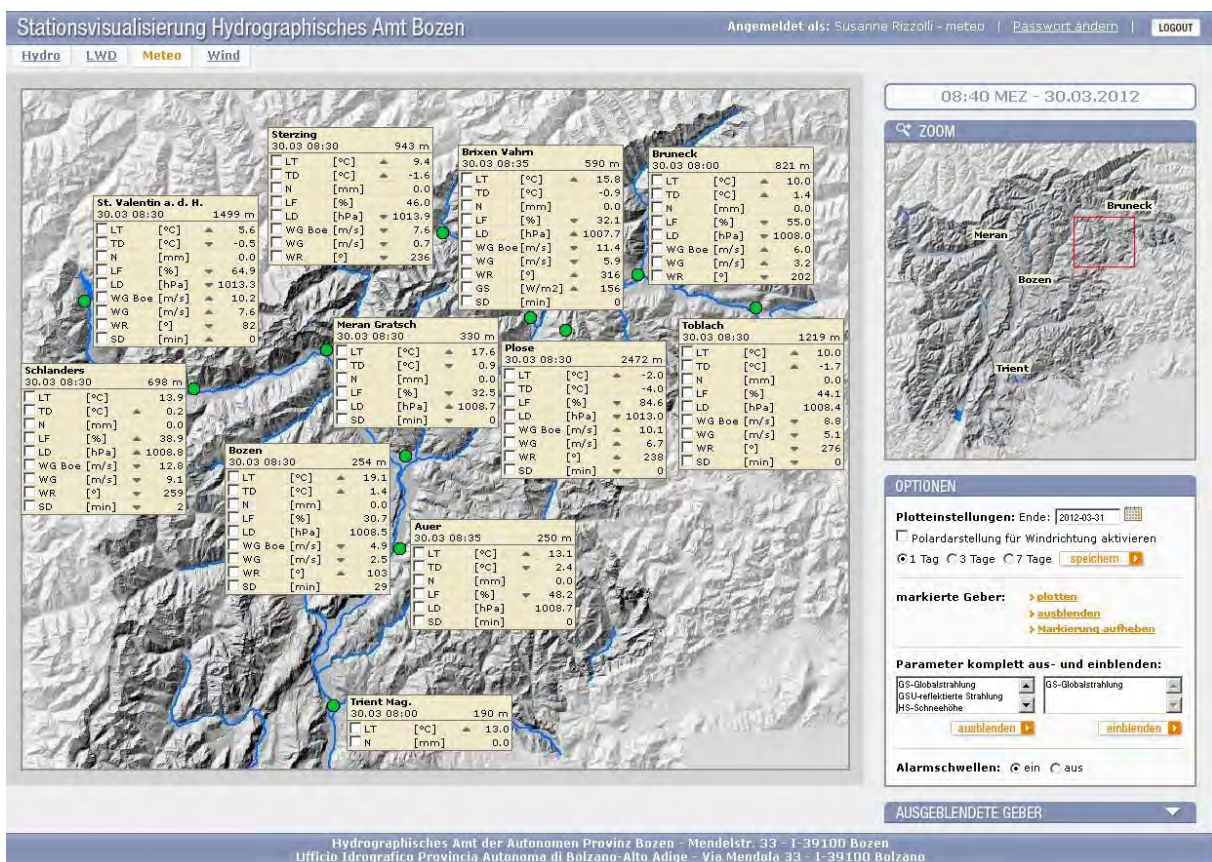 Stationsvisualisierung Hydrographisches Amt Bozen
Angemeldet als: Susanne Rizzolli - meteo | Passwort ändern | LOGOUT
Hydro LWD Meteo Wind
08:40 MEZ - 30.03.2012
Sterzing
30.03 08:30 943 m
LT [°C] 9.4
TD [°C] -1.6
N [mm] 0.0
LF [%] 46.0
LD [hPa] 1013.9
WG Boe [m/s] 7.6
WG [m/s] 0.7
WR [°] 236
Brixen Vahrn
30.03 08:35 590 m
LT [°C] 15.8
TD [°C] -0.9
N [mm] 0.0
LF [%] 32.1
LD [hPa] 1007.7
WG Boe [m/s] 11.4
WG [m/s] 5.9
WR [°] 316
GS [W/m2] 156
SD [min] 0
Bruneck
30.03 08:00 821 m
LT [°C] 10.0
TD [°C] 1.4
N [mm] 0.0
LF [%] 55.0
LD [hPa] 1008.0
WG Boe [m/s] 6.0
WG [m/s] 3.2
WR [°] 202
St. Valentin a. d. H.
30.03 08:30 1499 m
LT [°C] 5.6
TD [°C] -0.5
N [mm] 0.0
LF [%] 64.9
LD [hPa] 1013.3
WG Boe [m/s] 10.2
WG [m/s] 7.6
WR [°] 82
SD [min] 0
Meran Gratsch
30.03 08:30 330 m
LT [°C] 17.6
TD [°C] 0.9
N [mm] 0.0
LF [%] 32.5
LD [hPa] 1008.7
SD [min] 0
Plose
30.03 08:30 2472 m
LT [°C] -2.0
TD [°C] -4.0
LF [%] 84.6
LD [hPa] 1013.0
WG Boe [m/s] 10.1
WG [m/s] 6.7
WR [°] 238
SD [min] 0
Toblach
30.03 08:30 1219 m
LT [°C] 10.0
TD [°C] -1.7
N [mm] 0.0
LF [%] 44.1
LD [hPa] 1008.4
WG Boe [m/s] 8.8
WG [m/s] 5.1
WR [°] 276
SD [min] 0
Schlanders
30.03 08:30 698 m
LT [°C] 13.9
TD [°C] 0.2
N [mm] 0.0
LF [%] 38.9
LD [hPa] 1008.8
WG Boe [m/s] 12.8
WG [m/s] 9.1
WR [°] 259
SD [min] 2
Bozen
30.03 08:30 254 m
LT [°C] 19.1
TD [°C] 1.4
N [mm] 0.0
LF [%] 30.7
LD [hPa] 1008.5
WG Boe [m/s] 4.9
WG [m/s] 2.5
WR [°] 103
SD [min] 29
Auer
30.03 08:35 250 m
LT [°C] 13.1
TD [°C] 2.4
N [mm] 0.0
LF [%] 48.2
LD [hPa] 1008.7
SD [min] 0
Trient Mag.
30.03 08:00 190 m
LT [°C] 13.0
N [mm] 0.0
ZOOM
Bruneck
Meran
Bozen
Trient
OPTIONEN
Plotteinstellungen: Ende: 2012-03-31
Polardarstellung für Windrichtung aktivieren
1 Tag 3 Tage 7 Tage speichern
markierte Geber: plotten
ausblenden
Markierung aufheben
Parameter komplett aus- und einblenden:
GS-Globalstrahlung GS-Globalstrahlung
GSU-reflektierte Strahlung
HS-Schneehöhe
ausblenden einblenden
Alarmschwellen: ein aus
AUSGEBLENDETE GEBER
Hydrographisches Amt der Autonomen Provinz Bozen - Mendelstr. 33 - I-39100 Bozen
Ufficio Idrografico Provincia Autonoma di Bolzano-Alto Adige - Via Mendola 33 - I-39100 Bolzano